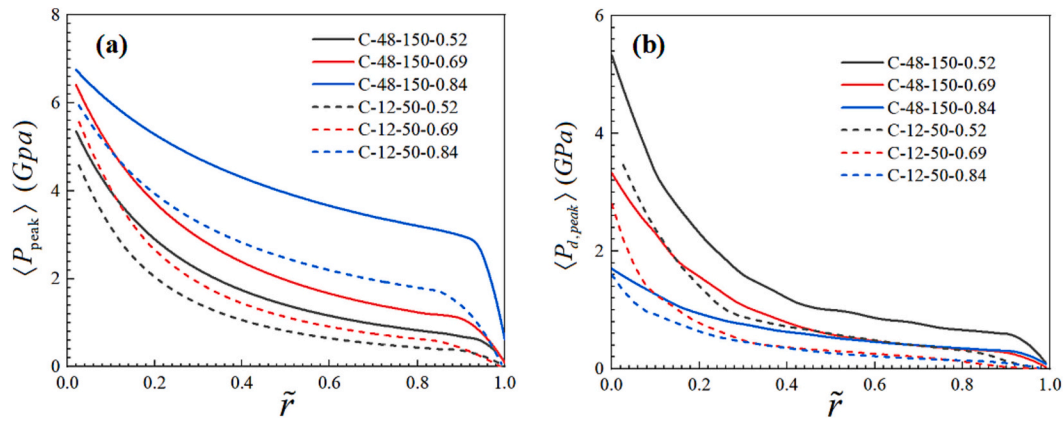 (a)
C-48-150-0.52
C-48-150-0.69
C-48-150-0.84
C-12-50-0.52
C-12-50-0.69
C-12-50-0.84
8
6
4
2
0
⟨P_peak⟩ (Gpa)
0.0 0.2 0.4 0.6 0.8 1.0
r̃
(b)
C-48-150-0.52
C-48-150-0.69
C-48-150-0.84
C-12-50-0.52
C-12-50-0.69
C-12-50-0.84
6
4
2
0
⟨P_d,peak⟩ (GPa)
0.0 0.2 0.4 0.6 0.8 1.0
r̃